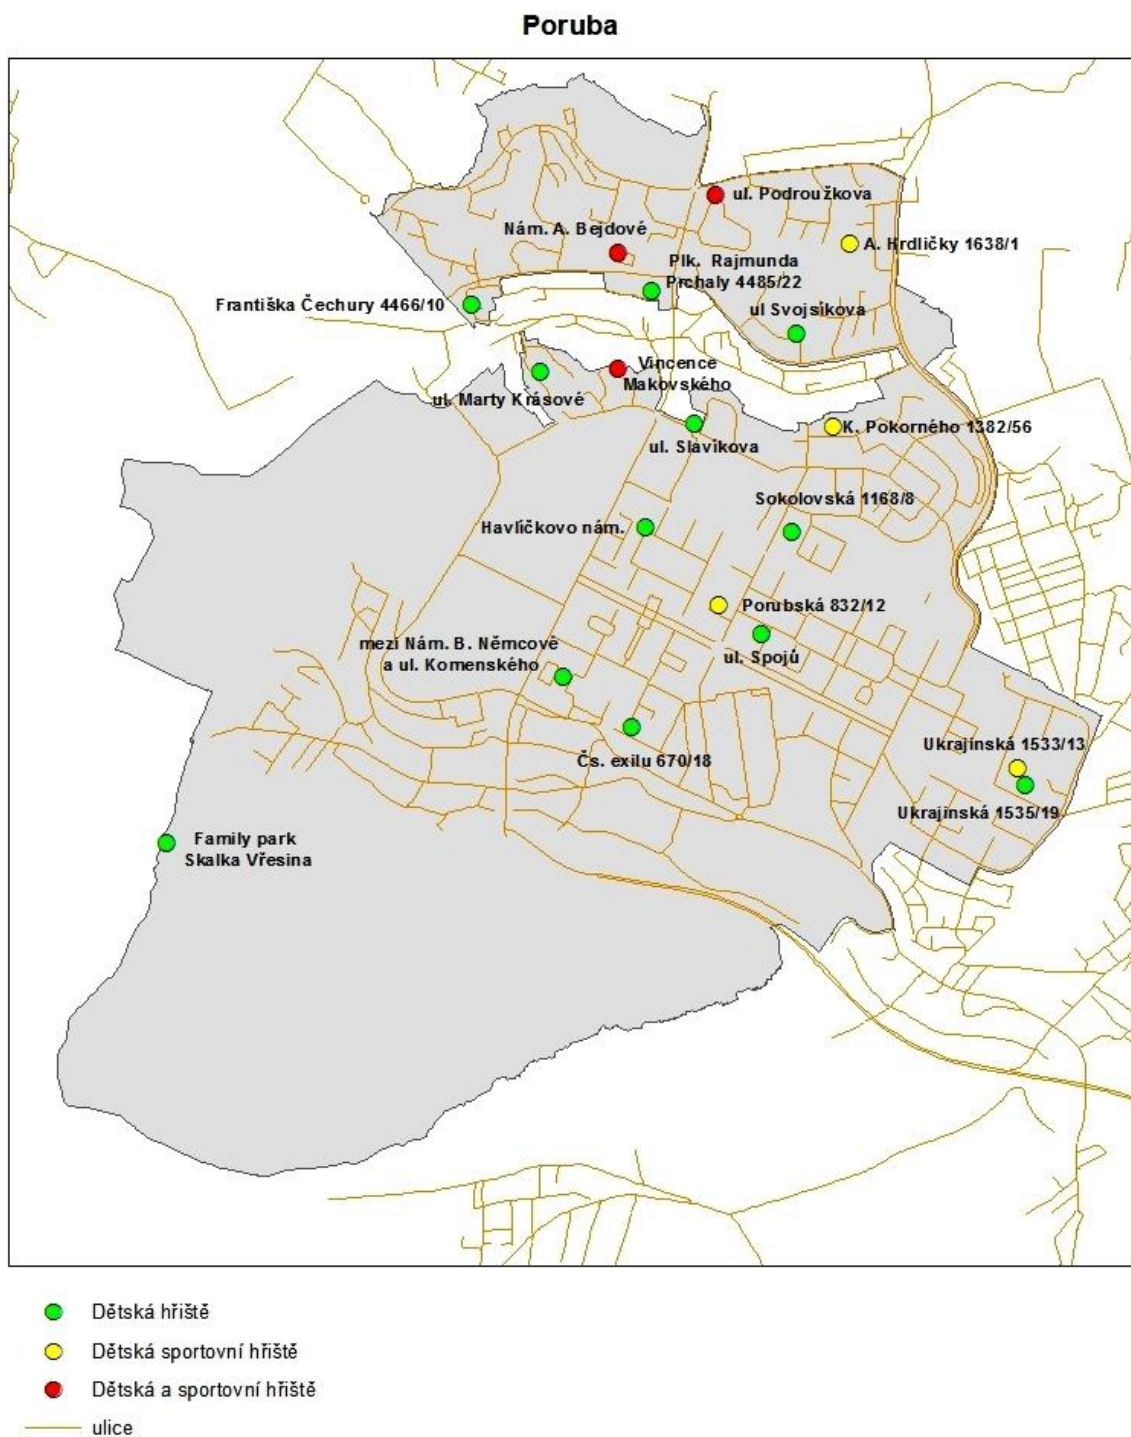 Poruba
ul. Podroužkova
Nám. A. Bejdové
A. Hrdličky 1638/1
Plk. Rajmunda
Prchaly 4485/22
Františka Čechury 4466/10
ul Svojsíkova
Vincence
Makovského
ul. Marty Krásové
K. Pokorného 1382/56
ul. Slavíkova
Sokolovská 1168/8
Havlíčkovo nám.
Porubská 832/12
mezi Nám. B. Němcové
a ul. Komenského
ul. Spojů
Ukrajinská 1533/13
Čs. exilu 670/18
Ukrajinská 1535/19
Family park
Skalka Vřesina
Dětská hřiště
Dětská sportovní hřiště
Dětská a sportovní hřiště
ulice